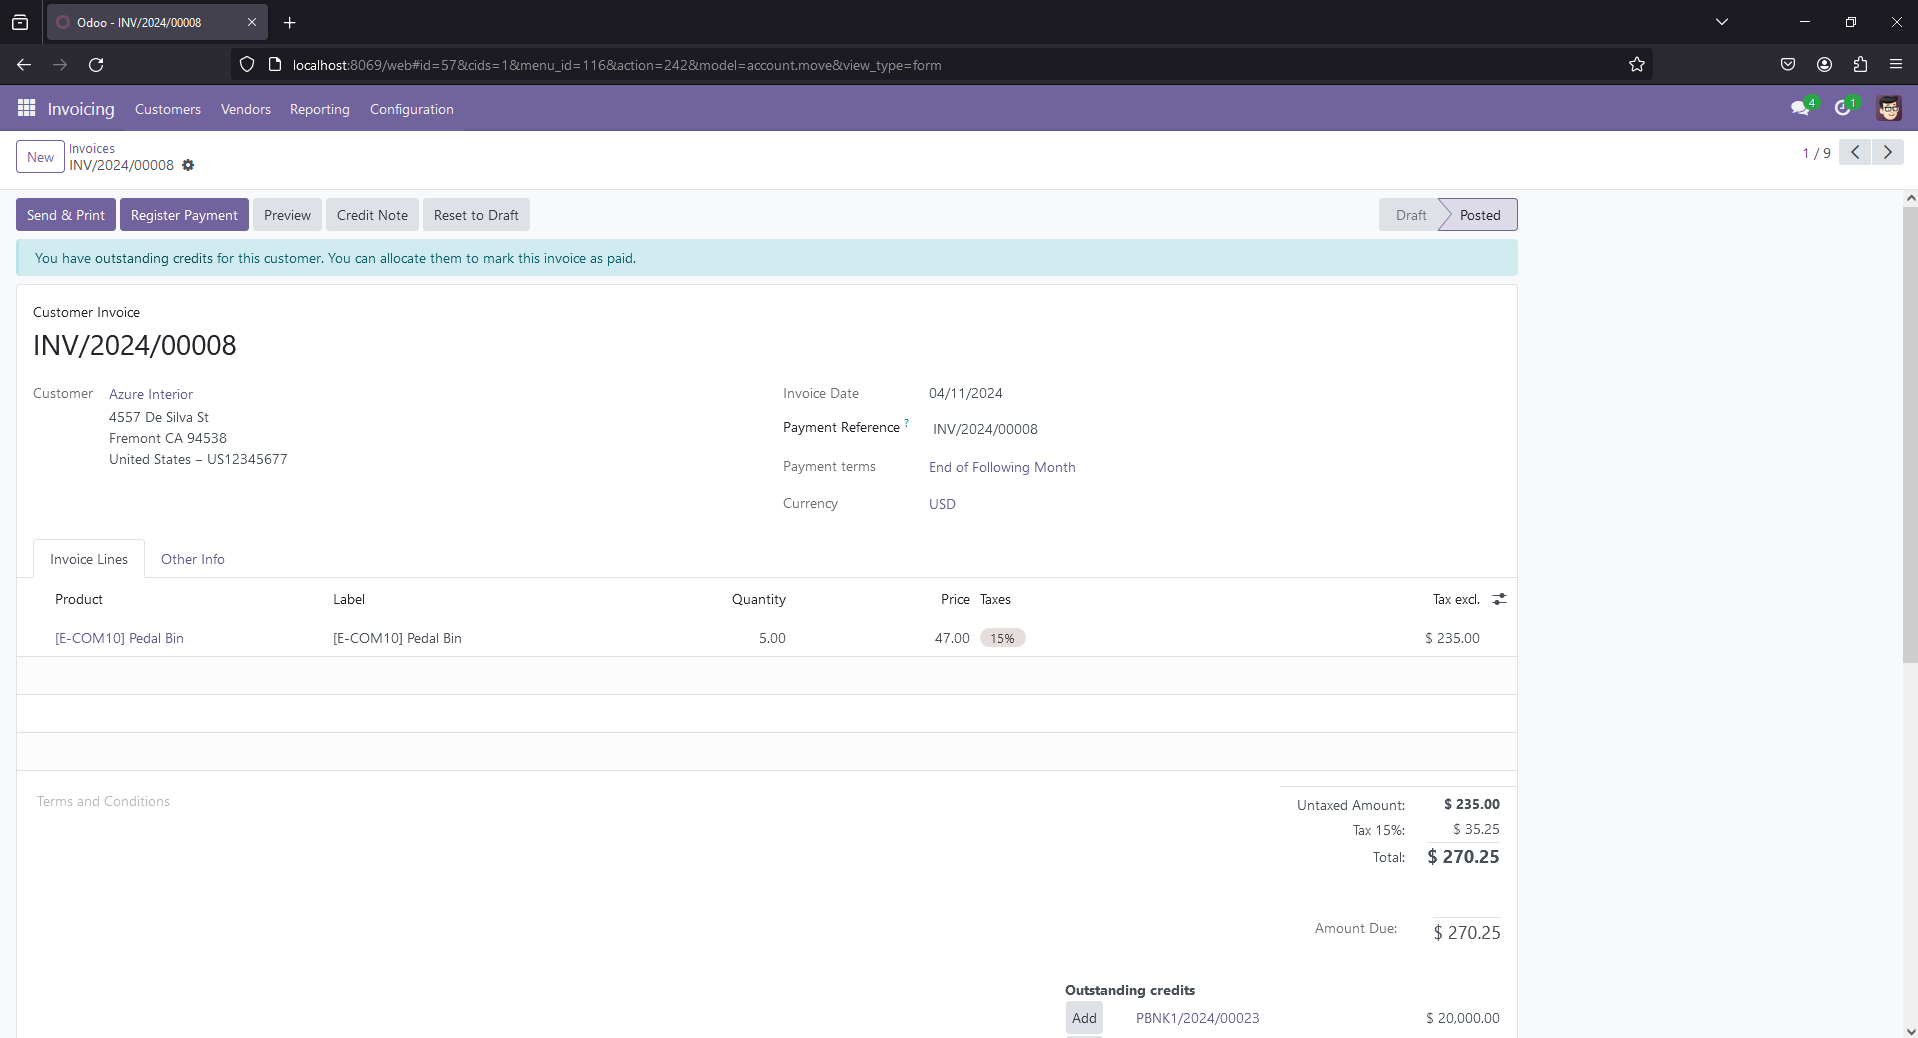 Odoo - INV/2024/00008
localhost:8069/web#id=57&cids=1&menu_id=116&action=242&model=account.move&view_type=form
Invoicing Customers Vendors Reporting Configuration 4 1
New Invoices
INV/2024/00008
1 / 9
Send & Print Register Payment Preview Credit Note Reset to Draft Draft Posted
You have outstanding credits for this customer. You can allocate them to mark this invoice as paid.
Customer Invoice
INV/2024/00008
Customer Azure Interior
4557 De Silva St
Fremont CA 94538
United States – US12345677
Invoice Date 04/11/2024
Payment Reference ? INV/2024/00008
Payment terms End of Following Month
Currency USD
Invoice Lines Other Info
Product Label Quantity Price Taxes Tax excl.
[E-COM10] Pedal Bin [E-COM10] Pedal Bin 5.00 47.00 15% $ 235.00
Terms and Conditions
Untaxed Amount: $ 235.00
Tax 15%: $ 35.25
Total: $ 270.25
Amount Due: $ 270.25
Outstanding credits
Add PBNK1/2024/00023 $ 20,000.00